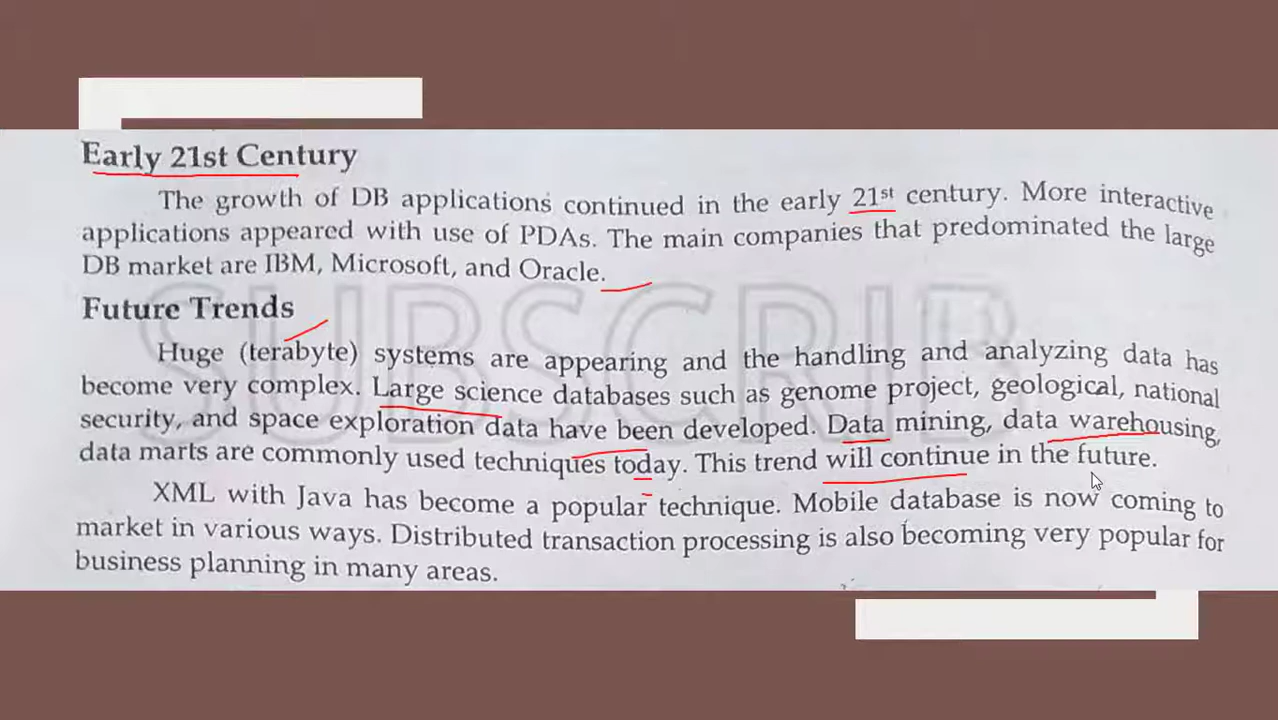 Early 21st Century
The growth of DB applications continued in the early 21st century. More interactive
applications appeared with use of PDAs. The main companies that predominated the large
DB market are IBM, Microsoft, and Oracle.
Future Trends
Huge (terabyte) systems are appearing and the handling and analyzing data has
become very complex. Large science databases such as genome project, geological, national
security, and space exploration data have been developed. Data mining, data warehousing,
data marts are commonly used techniques today. This trend will continue in the future.
XML with Java has become a popular technique. Mobile database is now coming to
market in various ways. Distributed transaction processing is also becoming very popular for
business planning in many areas.
SUBSCRIB